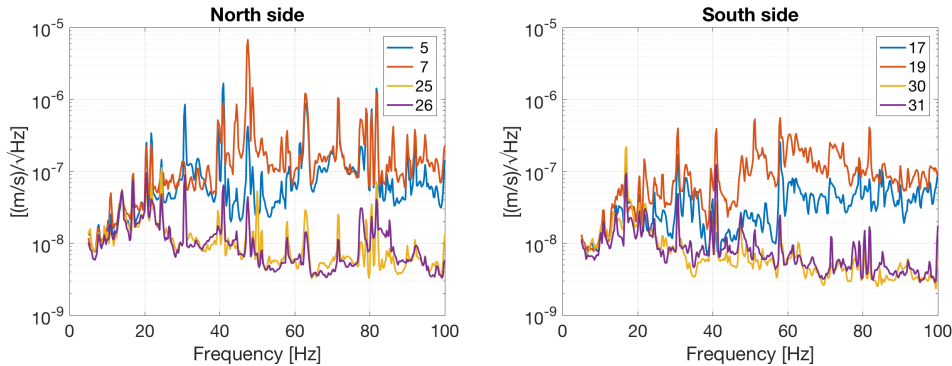 North side
[(m/s)/√Hz]
10⁻⁵
10⁻⁶
10⁻⁷
10⁻⁸
10⁻⁹
5
7
25
26
0 20 40 60 80 100
Frequency [Hz]
South side
[(m/s)/√Hz]
10⁻⁵
10⁻⁶
10⁻⁷
10⁻⁸
10⁻⁹
17
19
30
31
0 20 40 60 80 100
Frequency [Hz]